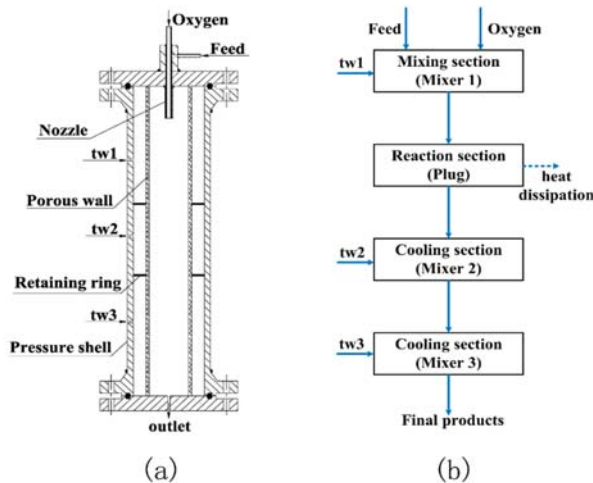 Oxygen
Feed
Nozzle
tw1
Porous wall
tw2
Retaining ring
tw3
Pressure shell
outlet
(a)
Feed
Oxygen
tw1
Mixing section
(Mixer 1)
Reaction section
(Plug)
heat
dissipation
tw2
Cooling section
(Mixer 2)
tw3
Cooling section
(Mixer 3)
Final products
(b)